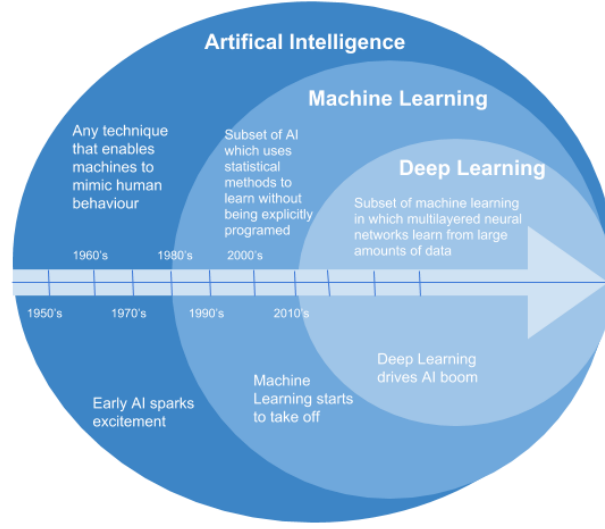 Artifical Intelligence
Machine Learning
Deep Learning
Any technique
that enables
machines to
mimic human
behaviour
Subset of AI
which uses
statistical
methods to
learn without
being explicitly
programed
Subset of machine learning
in which multilayered neural
networks learn from large
amounts of data
1960's
1980's
2000's
1950's
1970's
1990's
2010's
Early AI sparks
excitement
Machine
Learning starts
to take off
Deep Learning
drives AI boom